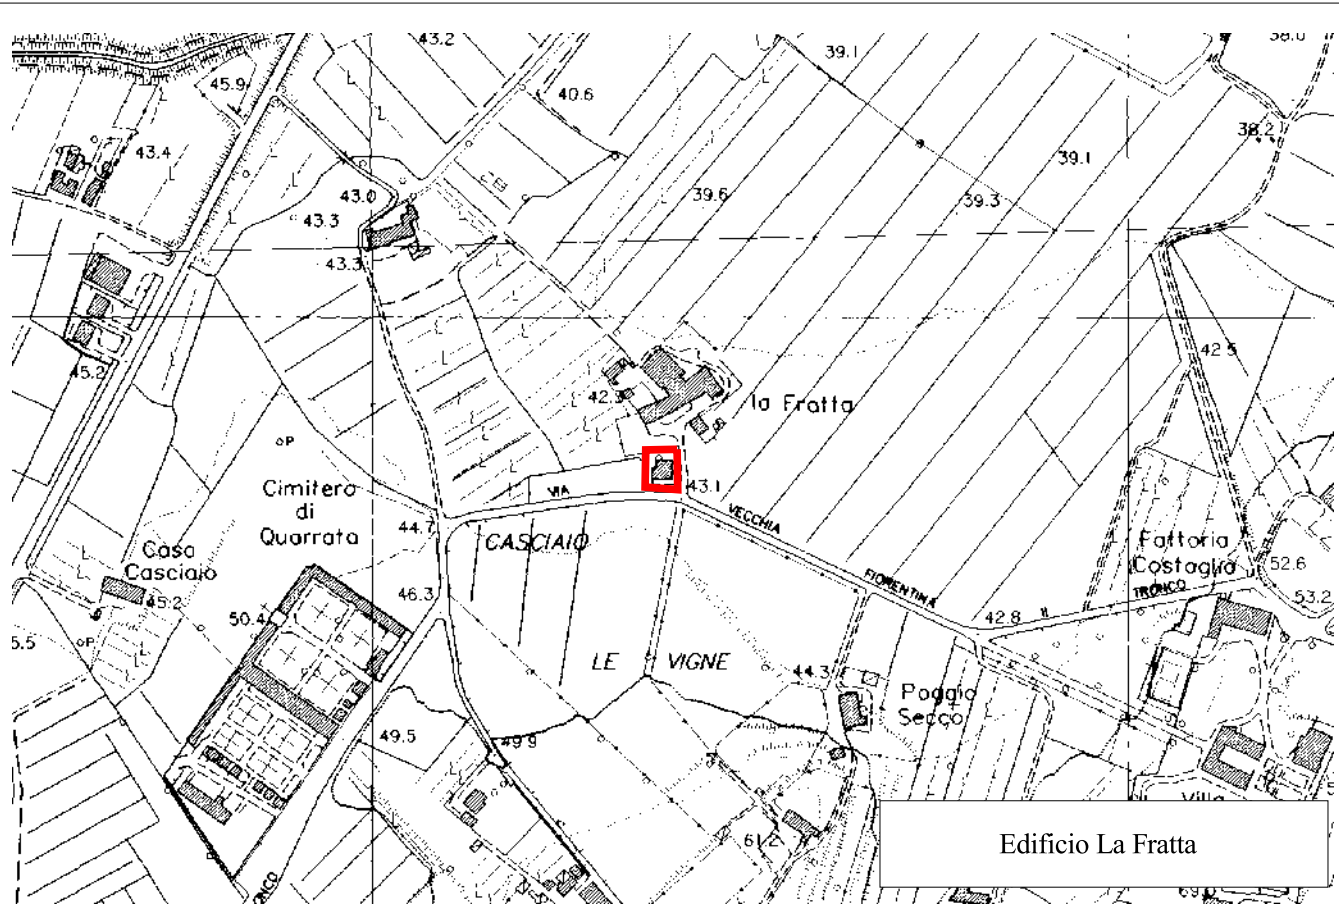 43.2
39.1
38.0
45.9
40.6
38.2
43.4
39.1
43.0
39.6
39.3
43.3
43.3
42.5
45.2
42.3
la Fratta
P
43.1
VIA
Cimitero
di
Quarrata
VECCHIA
44.7
CASCIAIO
Casa
Casciaio
Fattoria
Costaglia
52.6
FIORENTINA
TRONCO
46.3
45.2
53.2
50.4
42.8
II
P
5.5
LE VIGNE
44.3
Poggio
Secco
49.5
49.9
Villa
61.2
Edificio La Fratta